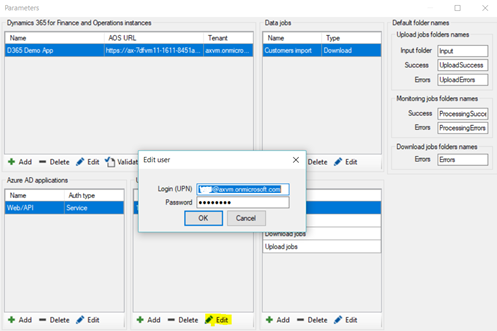 Parameters
Dynamics 365 for Finance and Operations instances
Name AOS URL Tenant
D365 Demo App https://ax-7dfvm11-1611-8451a... axvm.onmicro...
Add Delete Edit Validat
Data jobs
Name Type
Customers import Download
Delete Edit
Default folder names
Upload jobs folders names
Input folder Input
Success UploadSuccess
Errors UploadErrors
Monitoring jobs folders names
Success ProcessingSucce
Errors ProcessingErrors
Download jobs folders names
Errors Errors
Edit user
Login (UPN) @axvm.onmicrosoft.com
Password ●●●●●●●●
OK Cancel
Azure AD applications
Name Auth type
Web/API Service
Add Delete Edit
U
Add Delete Edit
Download jobs
Upload jobs
Add Delete Edit